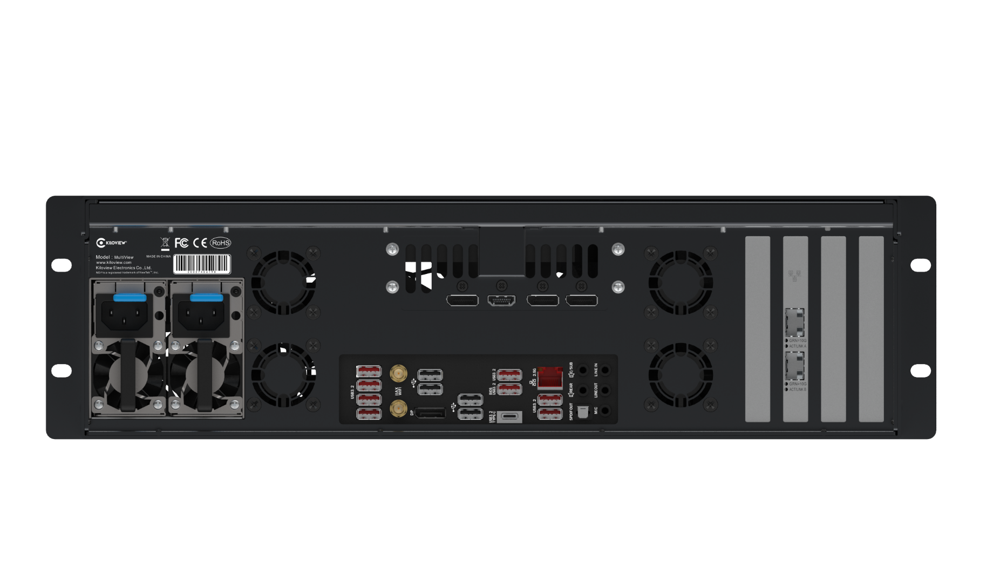 KILOVIEW
FC CE RoHS
Model : MultiView
MADE IN CHINA
www.kiloview.com
Kiloview Electronics Co.,Ltd.
NDI is a registered trademark of NewTek™, Inc.
20027456198
USB3.2
11AX
WIFI
DP
USB3.2
BIOS
USB3.2
USB3.2
TYPE-C
2.5G
USB3.2
C/SUB
REAR
SPDIF OUT
LINE IN
LINE OUT
MIC
GRN=10G
ACT/LINK A
GRN=10G
ACT/LINK B